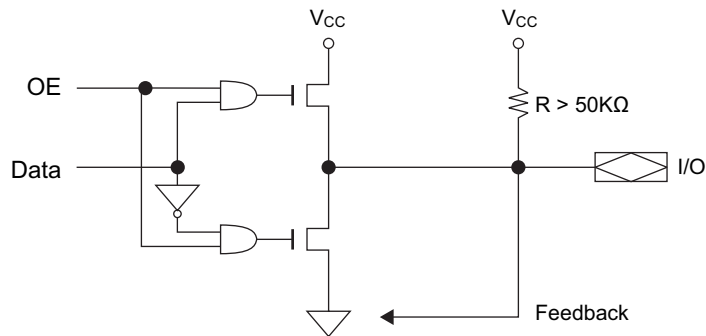 VCC
VCC
OE
R > 50KΩ
Data
I/O
Feedback